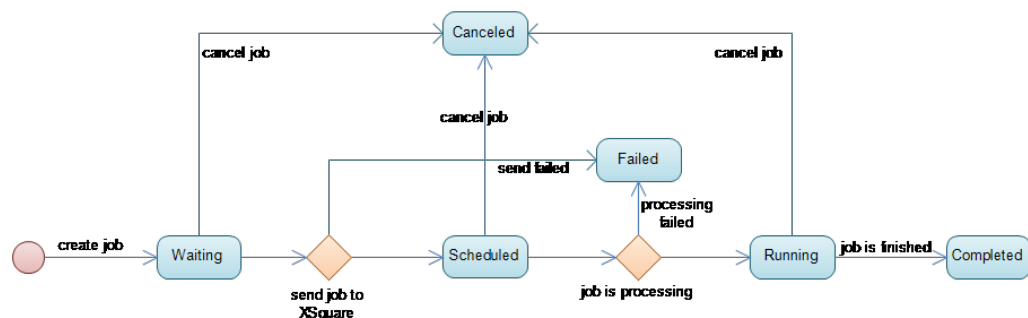 Canceled
cancel job
cancel job
cancel job
Failed
send failed
processing
failed
create job
Waiting
Scheduled
Running
job is finished
Completed
send job to
XSquare
job is processing